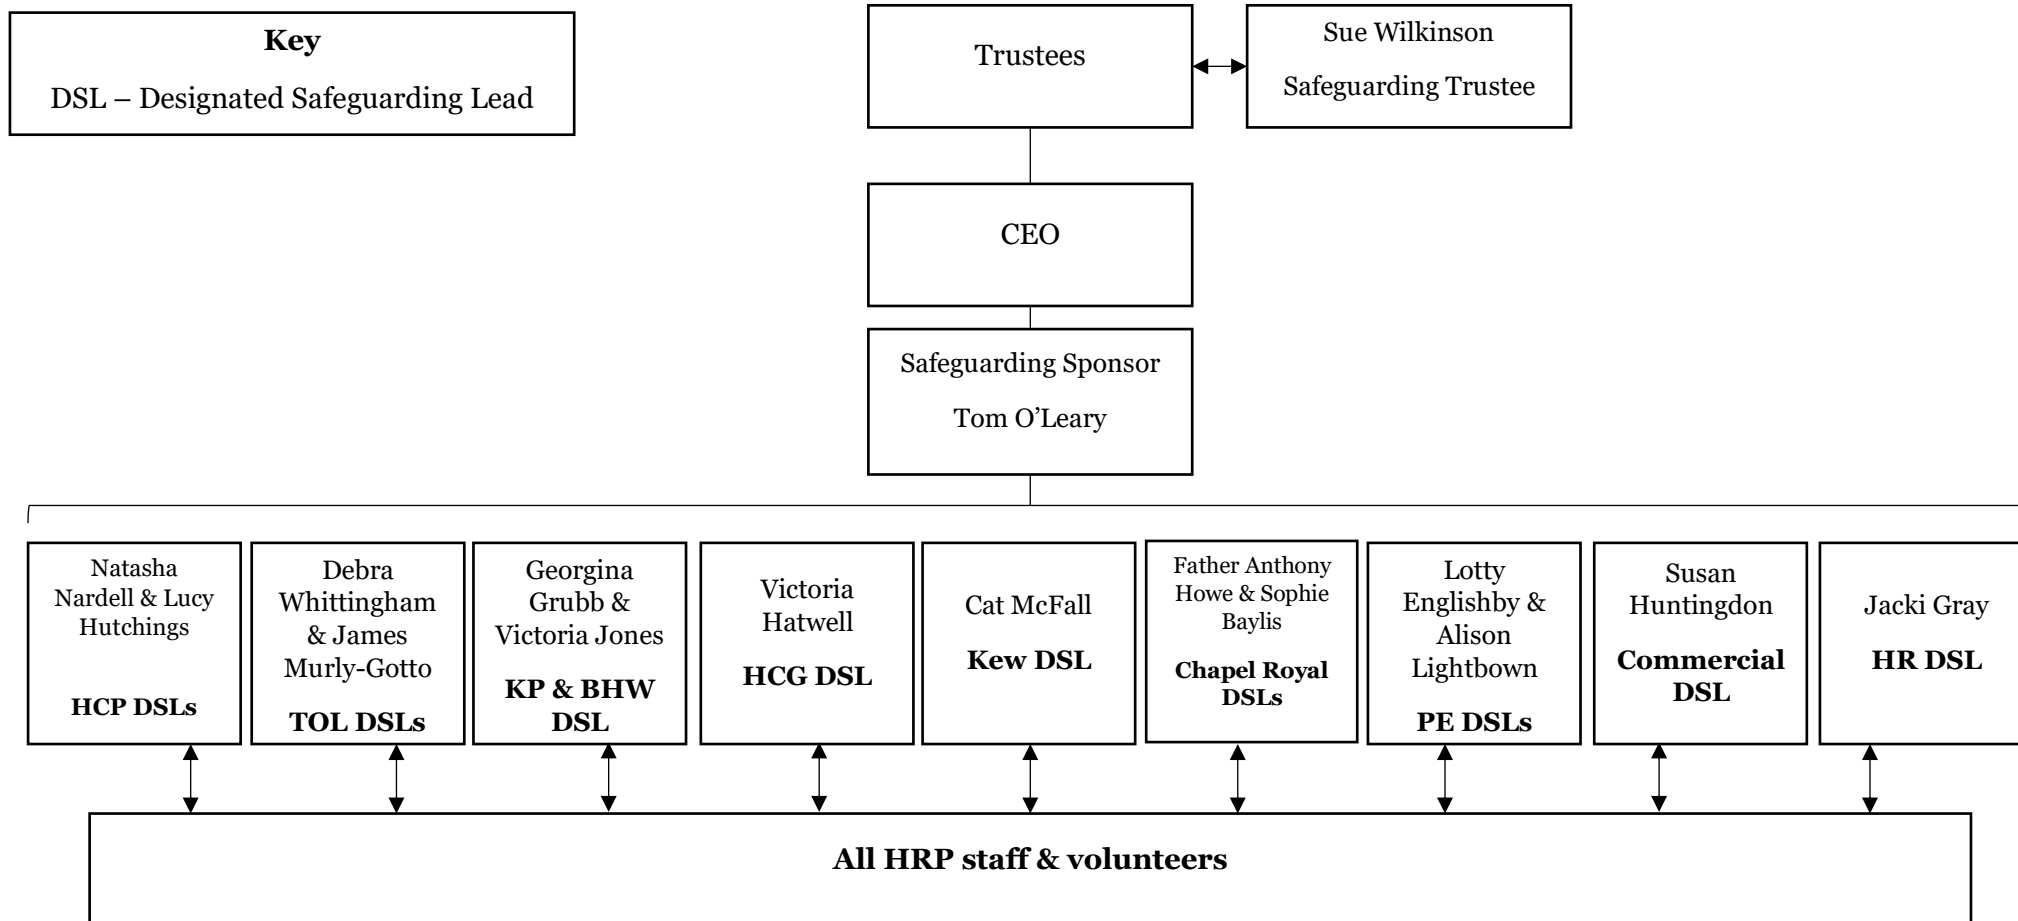 Key
DSL – Designated Safeguarding Lead
Trustees
Sue Wilkinson
Safeguarding Trustee
CEO
Safeguarding Sponsor
Tom O’Leary
Natasha
Nardell & Lucy
Hutchings
HCP DSLs
Debra
Whittingham
& James
Murly-Gotto
TOL DSLs
Georgina
Grubb &
Victoria Jones
KP & BHW
DSL
Victoria
Hatwell
HCG DSL
Cat McFall
Kew DSL
Father Anthony
Howe & Sophie
Baylis
Chapel Royal
DSLs
Lotty
Englishby &
Alison
Lightbown
PE DSLs
Susan
Huntingdon
Commercial
DSL
Jacki Gray
HR DSL
All HRP staff & volunteers